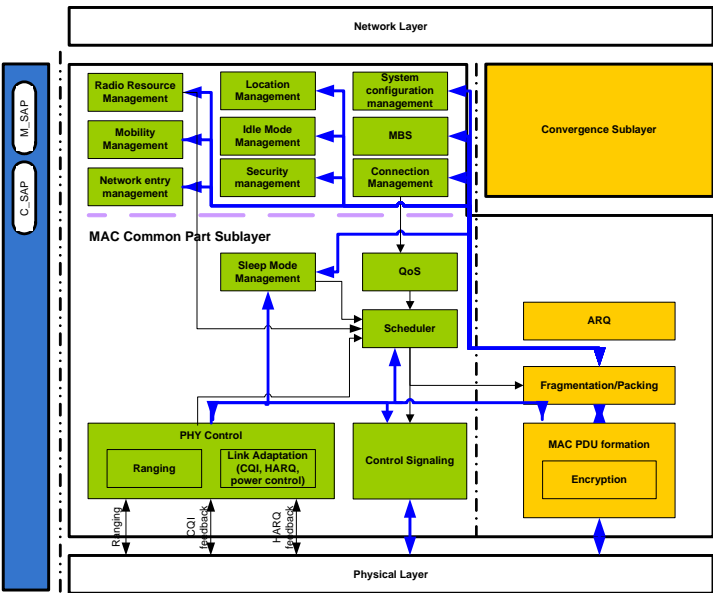 Network Layer
M_SAP
C_SAP
Radio Resource
Management
Location
Management
System
configuration
management
Convergence Sublayer
Mobility
Management
Idle Mode
Management
MBS
Network entry
management
Security
management
Connection
Management
MAC Common Part Sublayer
Sleep Mode
Management
QoS
Scheduler
ARQ
Fragmentation/Packing
PHY Control
Ranging
Link Adaptation
(CQI, HARQ,
power control)
Control Signaling
MAC PDU formation
Encryption
Ranging
CQI
feedback
HARQ
feedback
Physical Layer